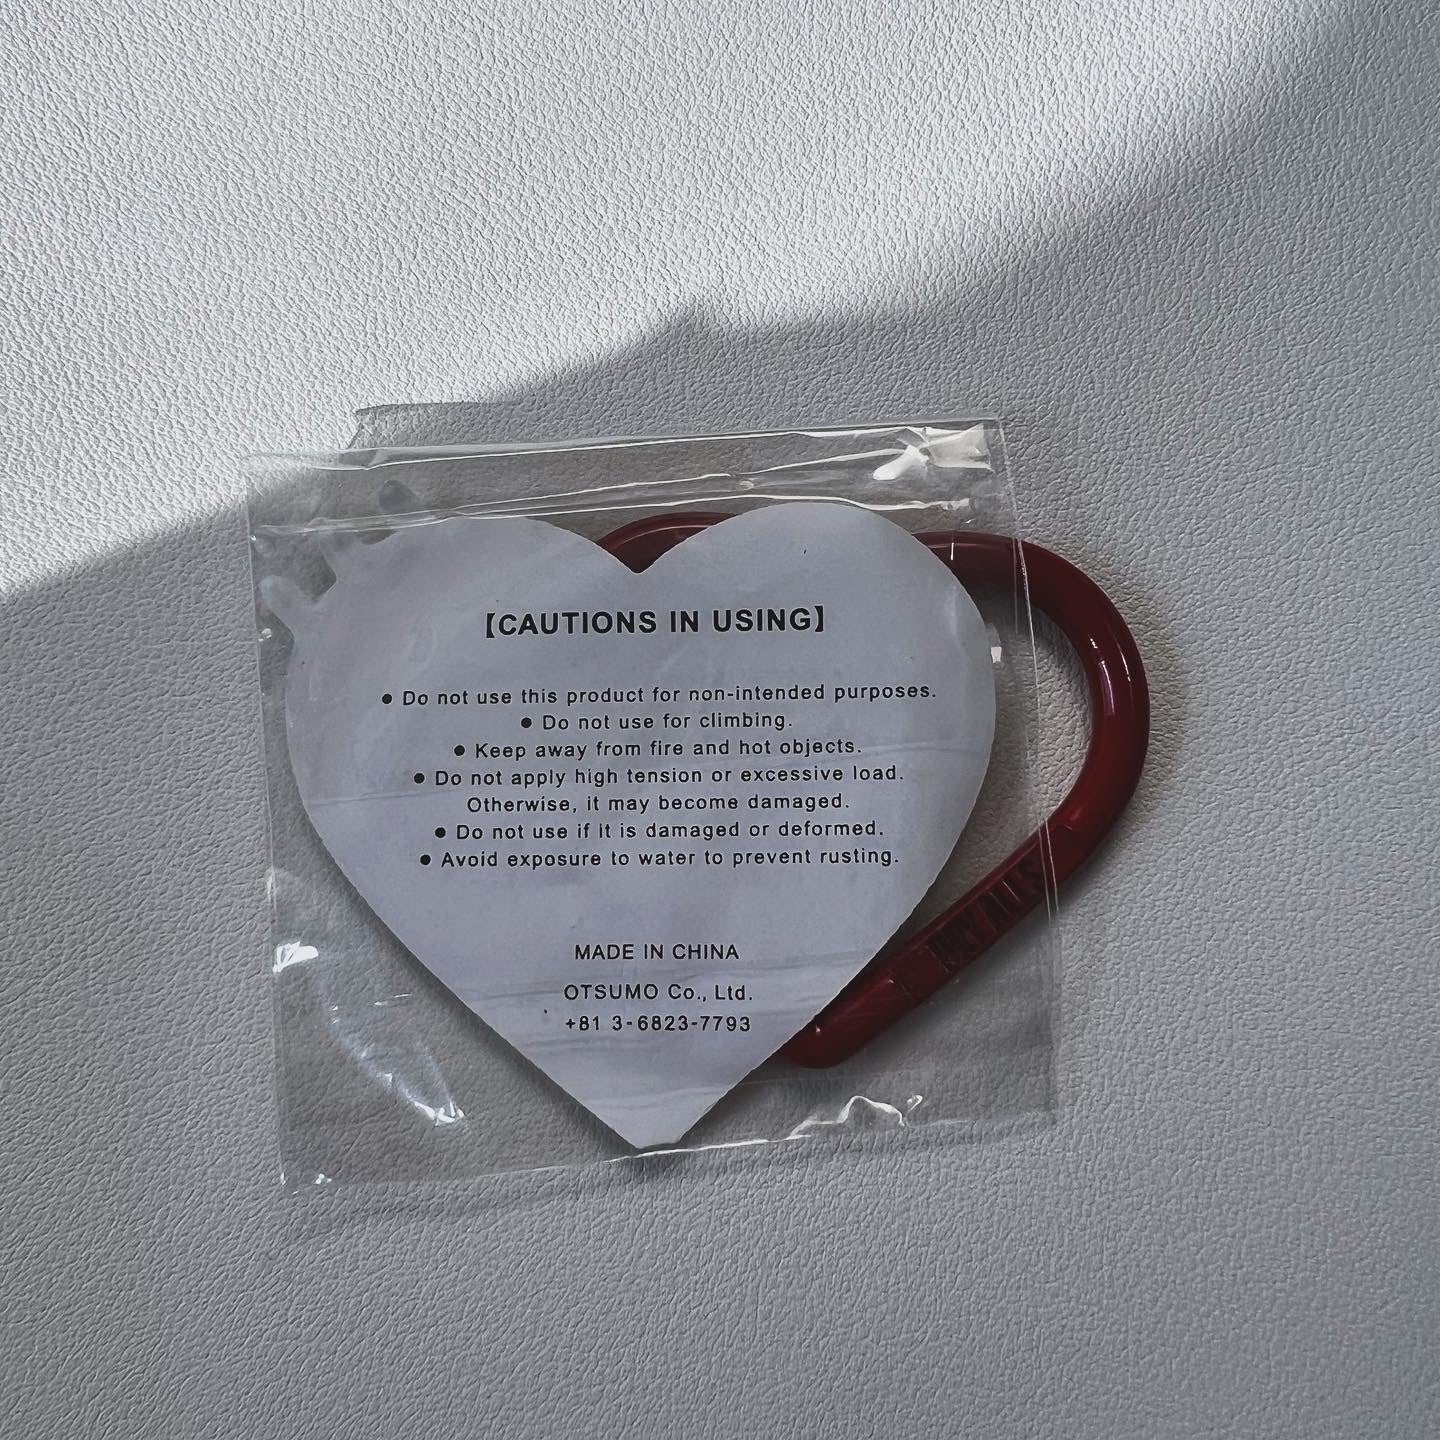 【CAUTIONS IN USING】
● Do not use this product for non-intended purposes.
● Do not use for climbing.
● Keep away from fire and hot objects.
● Do not apply high tension or excessive load.
Otherwise, it may become damaged.
● Do not use if it is damaged or deformed.
● Avoid exposure to water to prevent rusting.
MADE IN CHINA
OTSUMO Co., Ltd.
+81 3-6823-7793
DRY ALLS